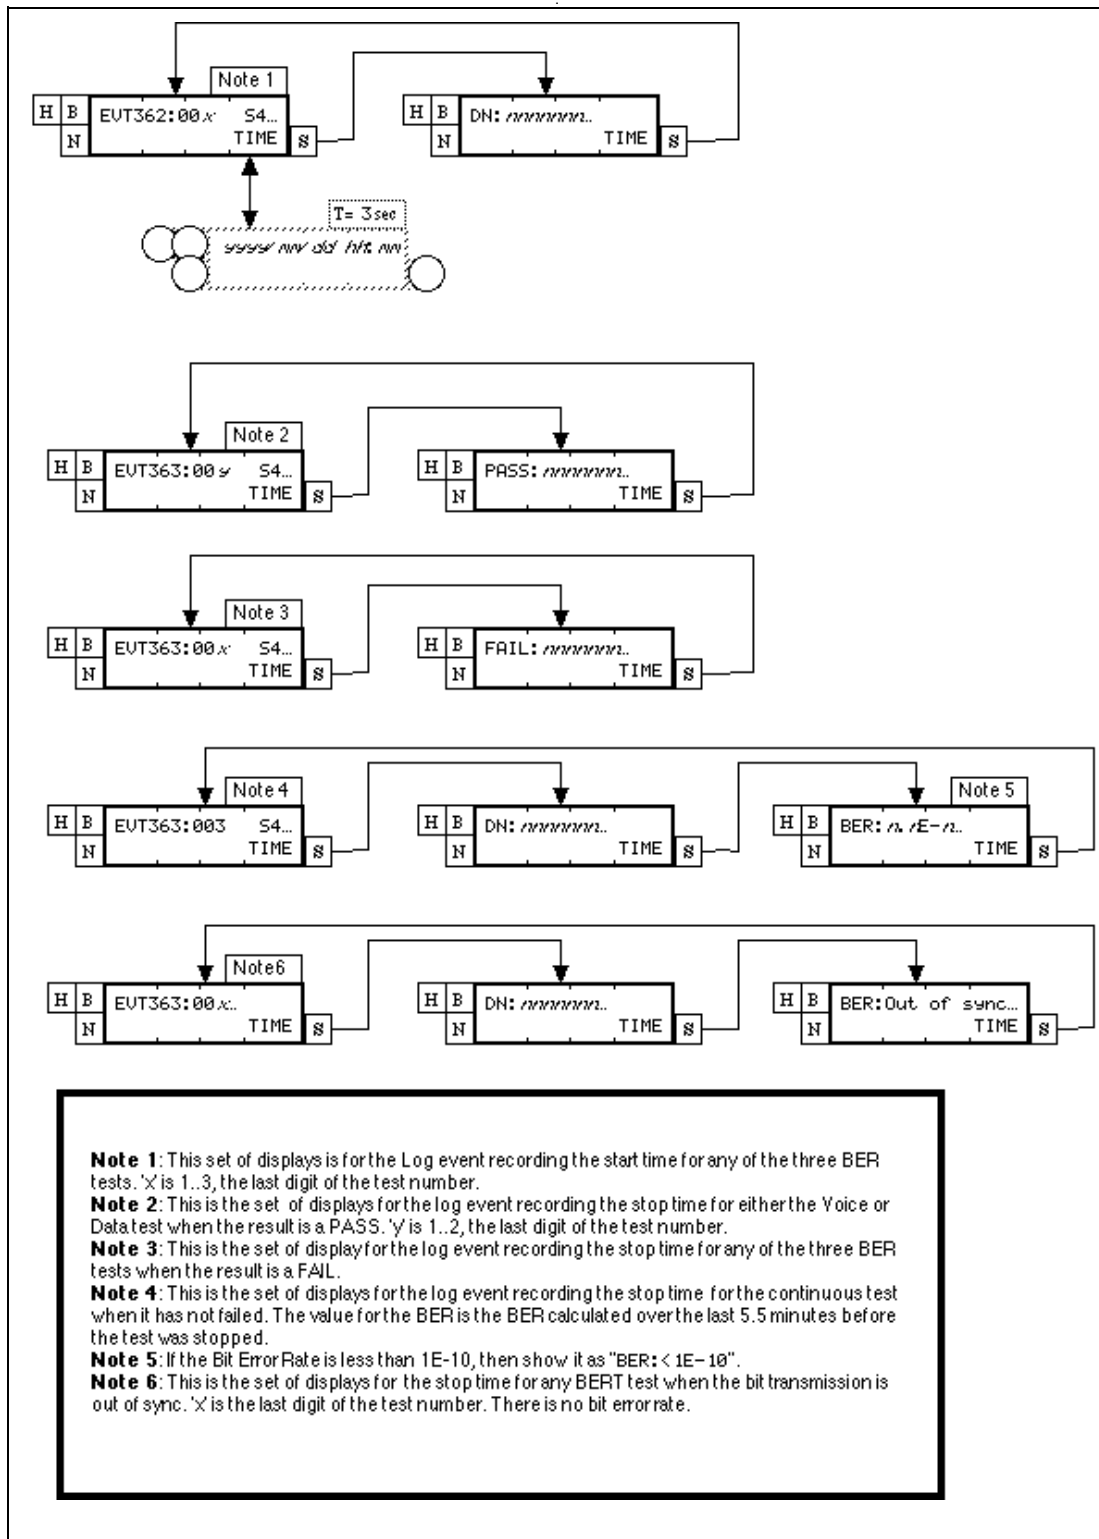 Note 1
H B EVT362:00x S4...
N TIME S
H B DN: nnnnnnn..
N TIME S
T= 3sec
yyyy
dd
Note 2
H B EVT363:00y S4...
N TIME S
H B PASS: nnnnnnn..
N TIME S
Note 3
H B EVT363:00x S4...
N TIME S
H B FAIL: nnnnnnn..
N TIME S
Note 4
H B EVT363:003 S4...
N TIME S
H B DN: nnnnnnn..
N TIME S
Note 5
H B BER: n.nE-n..
N TIME S
Note6
H B EVT363:00x..
N TIME S
H B DN: nnnnnnn..
N TIME S
H B BER:Out of sync...
N TIME S
Note 1: This set of displays is for the Log event recording the start time for any of the three BER
tests. 'x' is 1..3, the last digit of the test number.
Note 2: This is the set of displays for the log event recording the stop time for either the Voice or
Data test when the result is a PASS. 'y' is 1..2, the last digit of the test number.
Note 3: This is the set of display for the log event recording the stop time for any of the three BER
tests when the result is a FAIL.
Note 4: This is the set of displays for the log event recording the stop time for the continuous test
when it has not failed. The value for the BER is the BER calculated over the last 5.5 minutes before
the test was stopped.
Note 5: If the Bit Error Rate is less than 1E-10, then show it as "BER: < 1E-10".
Note 6: This is the set of displays for the stop time for any BERT test when the bit transmission is
out of sync. 'x' is the last digit of the test number. There is no bit error rate.